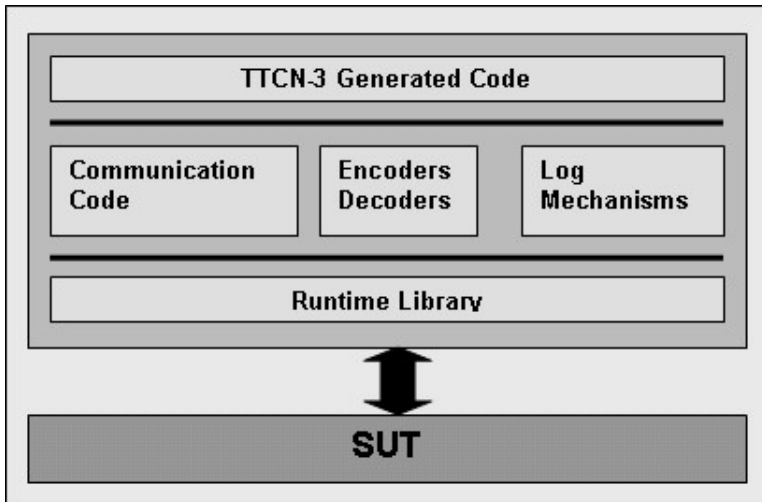 TTCN-3 Generated Code
Communication
Code
Encoders
Decoders
Log
Mechanisms
Runtime Library
SUT